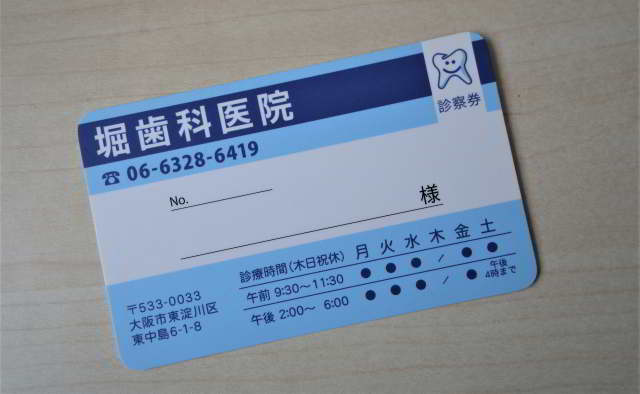 堀歯科医院
診察券
☎ 06-6328-6419
No.
様
診療時間（木日祝休） 月 火 水 木 金 土
午前 9:30～11:30 ● ● ● / ● ●
午後 2:00～ 6:00 ● ● ● / ● 午後4時まで
〒533-0033
大阪市東淀川区
東中島6-1-8